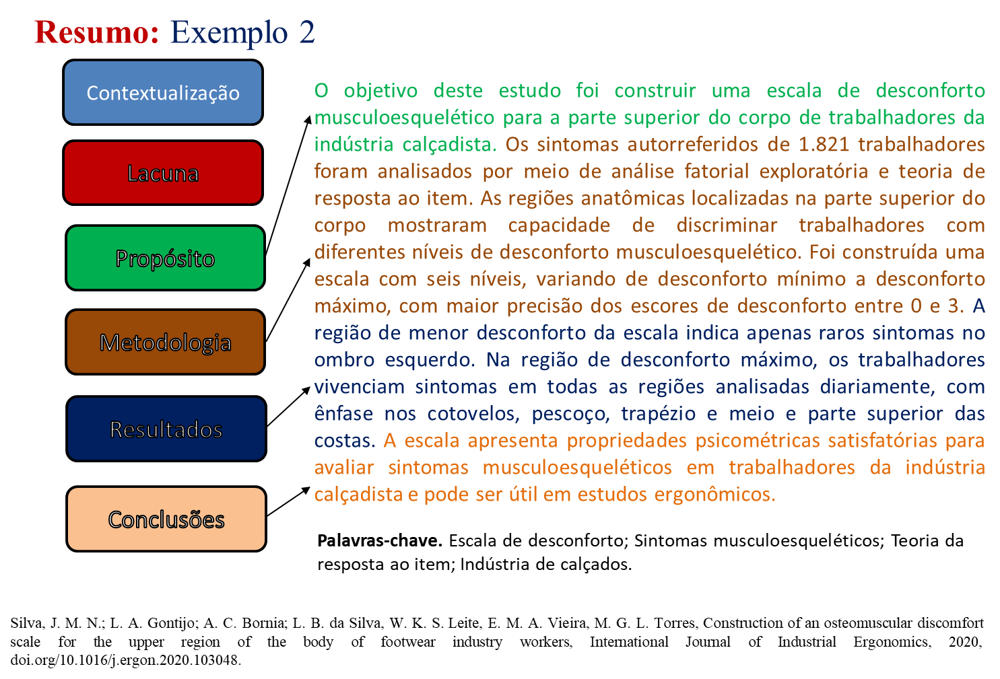 Resumo: Exemplo 2
Contextualização
Lacuna
Propósito
Metodologia
Resultados
Conclusões
O objetivo deste estudo foi construir uma escala de desconforto
musculoesquelético para a parte superior do corpo de trabalhadores da
indústria calçadista. Os sintomas autorreferidos de 1.821 trabalhadores
foram analisados por meio de análise fatorial exploratória e teoria de
resposta ao item. As regiões anatômicas localizadas na parte superior do
corpo mostraram capacidade de discriminar trabalhadores com
diferentes níveis de desconforto musculoesquelético. Foi construída uma
escala com seis níveis, variando de desconforto mínimo a desconforto
máximo, com maior precisão dos escores de desconforto entre 0 e 3. A
região de menor desconforto da escala indica apenas raros sintomas no
ombro esquerdo. Na região de desconforto máximo, os trabalhadores
vivenciam sintomas em todas as regiões analisadas diariamente, com
ênfase nos cotovelos, pescoço, trapézio e meio e parte superior das
costas. A escala apresenta propriedades psicométricas satisfatórias para
avaliar sintomas musculoesqueléticos em trabalhadores da indústria
calçadista e pode ser útil em estudos ergonômicos.
Palavras-chave. Escala de desconforto; Sintomas musculoesqueléticos; Teoria da
resposta ao item; Indústria de calçados.
Silva, J. M. N.; L. A. Gontijo; A. C. Bornia; L. B. da Silva, W. K. S. Leite, E. M. A. Vieira, M. G. L. Torres, Construction of an osteomuscular discomfort
scale for the upper region of the body of footwear industry workers, International Journal of Industrial Ergonomics, 2020,
doi.org/10.1016/j.ergon.2020.103048.